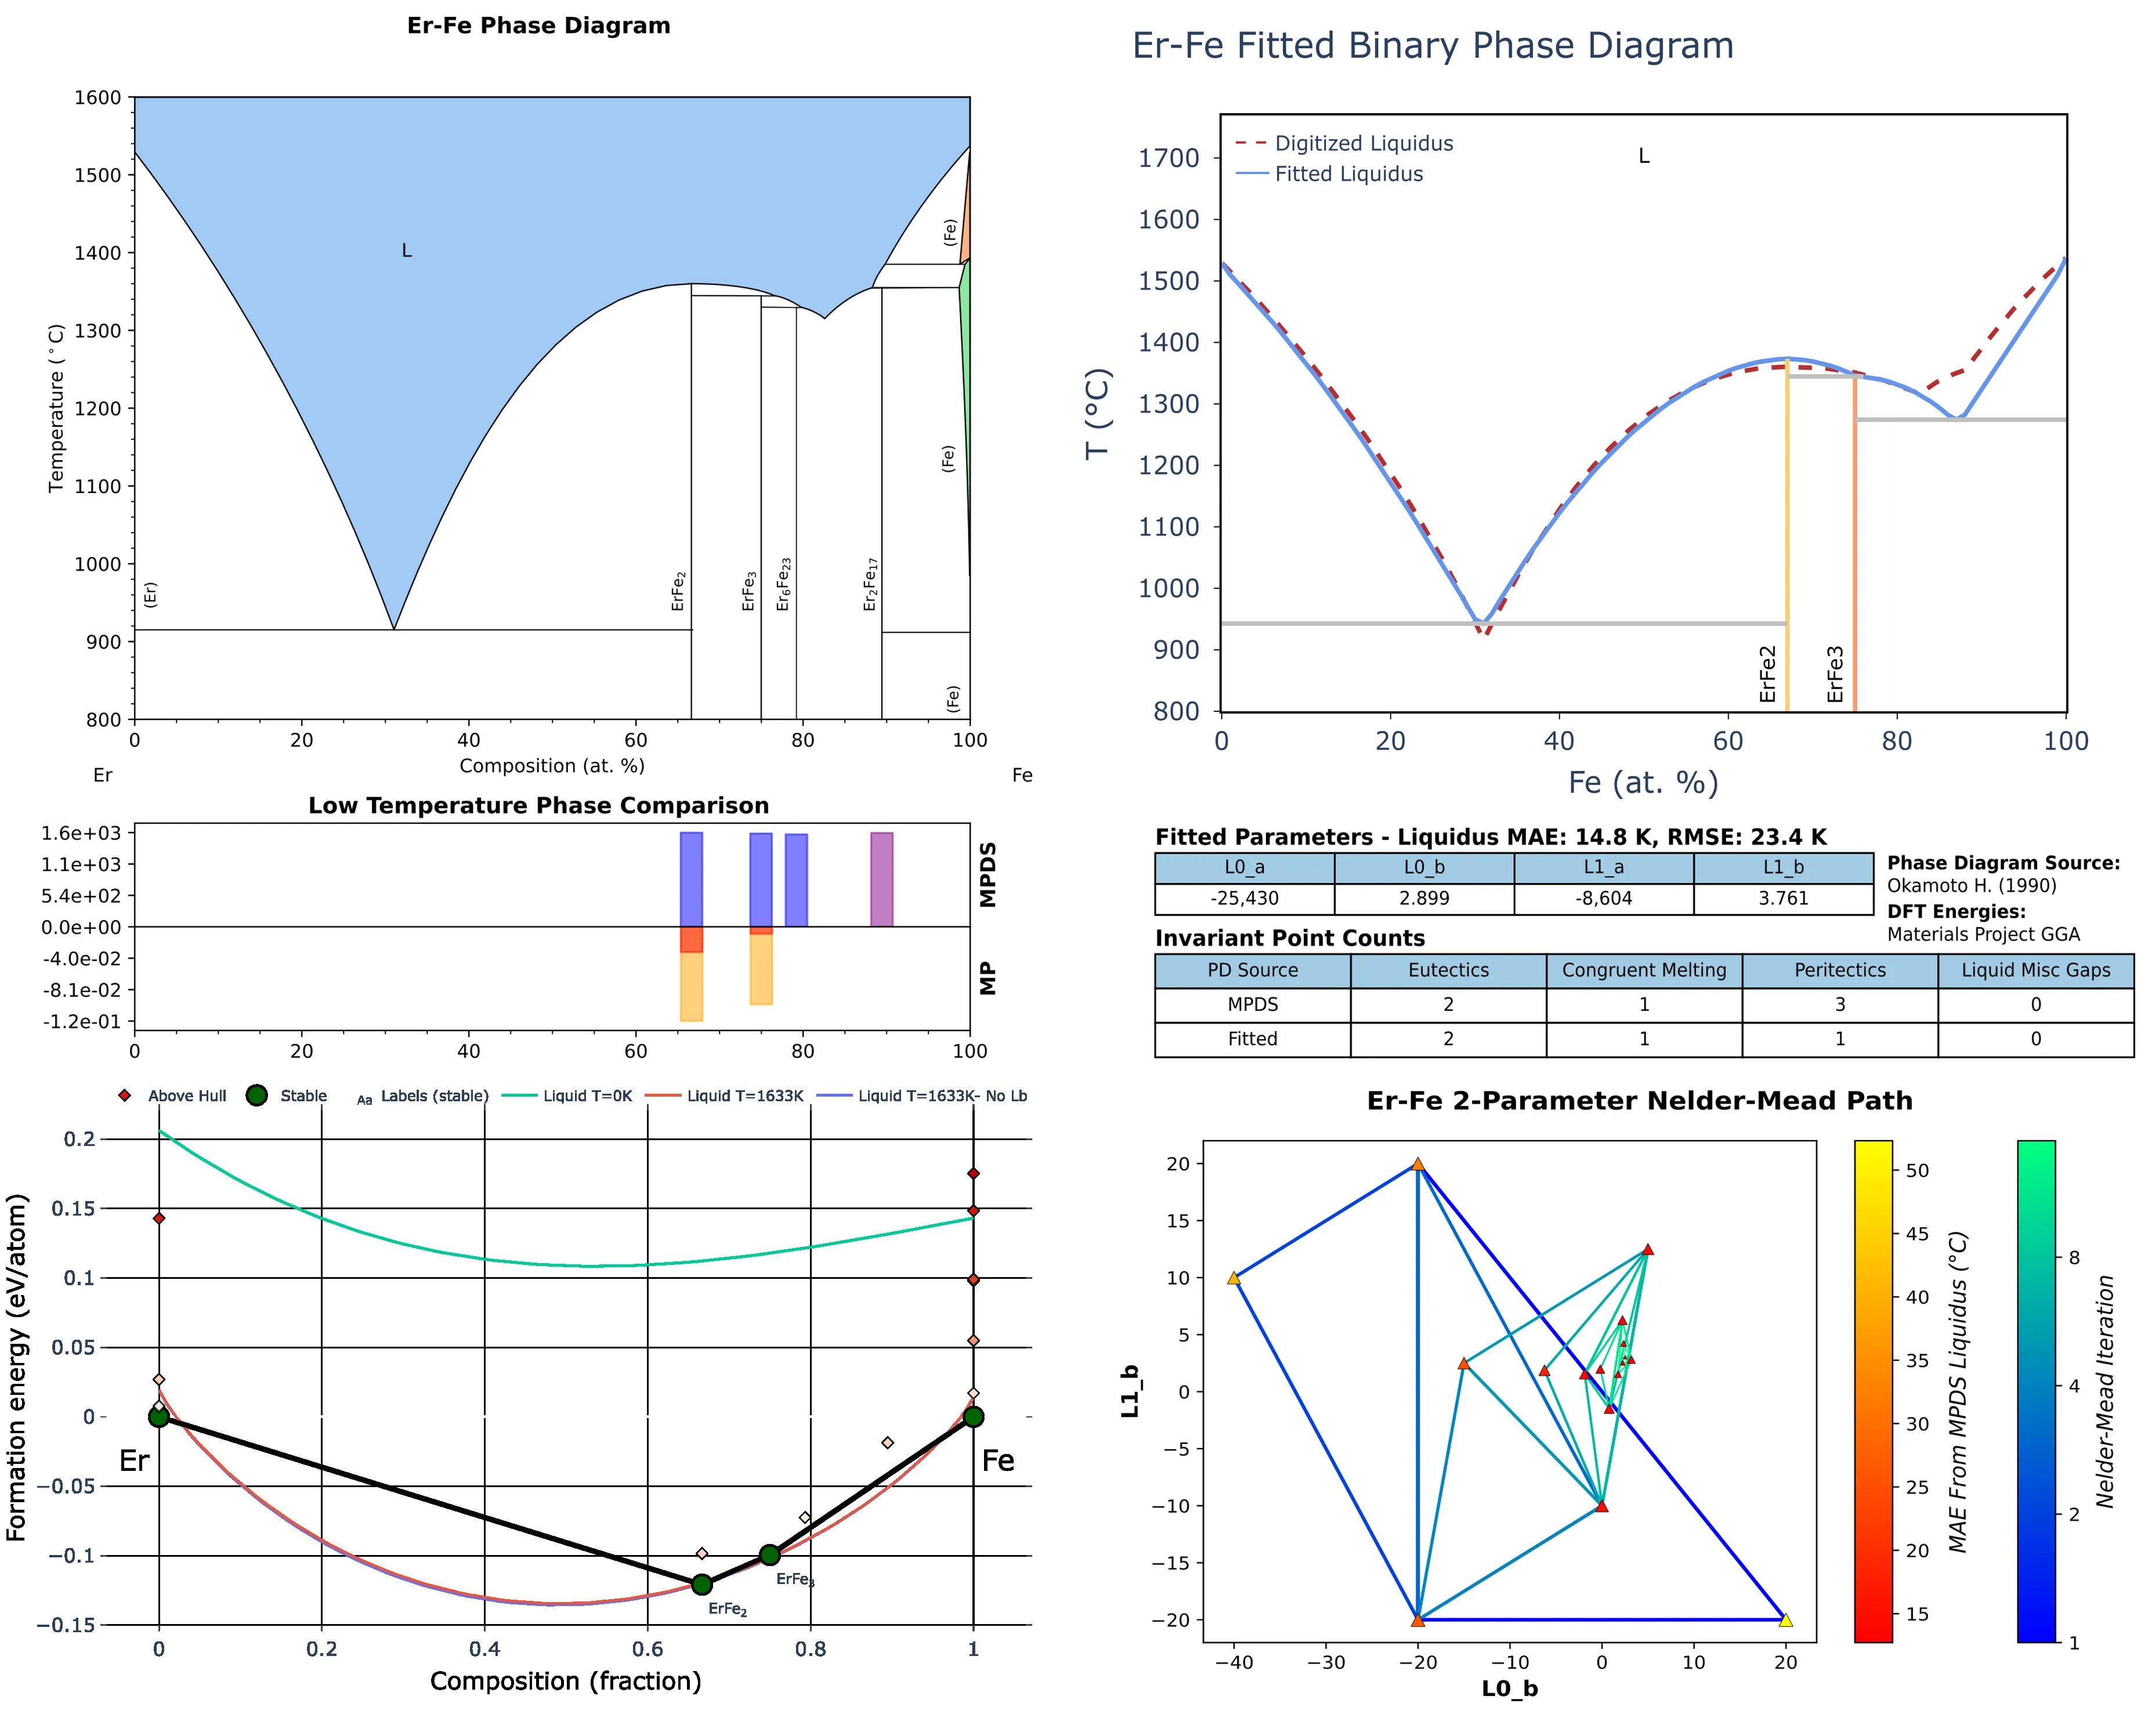 Er-Fe Phase Diagram
1600
1500
1400
1300
1200
1100
1000
900
800
Temperature (°C)
L
(Er)
ErFe2
ErFe3
Er6Fe23
Er2Fe17
(Fe)
(Fe)
(Fe)
0 20 40 60 80 100
Er Composition (at. %) Fe
Er-Fe Fitted Binary Phase Diagram
Digitized Liquidus
Fitted Liquidus
L
1700
1600
1500
1400
1300
1200
1100
1000
900
800
T (°C)
ErFe2
ErFe3
0 20 40 60 80 100
Fe (at. %)
Low Temperature Phase Comparison
1.6e+03
1.1e+03
5.4e+02
0.0e+00
-4.0e-02
-8.1e-02
-1.2e-01
MPDS
MP
0 20 40 60 80 100
Fitted Parameters - Liquidus MAE: 14.8 K, RMSE: 23.4 K
L0_a L0_b L1_a L1_b
-25,430 2.899 -8,604 3.761
Phase Diagram Source:
Okamoto H. (1990)
DFT Energies:
Materials Project GGA
Invariant Point Counts
PD Source Eutectics Congruent Melting Peritectics Liquid Misc Gaps
MPDS 2 1 3 0
Fitted 2 1 1 0
Above Hull Stable Aa Labels (stable) Liquid T=0K Liquid T=1633K Liquid T=1633K- No Lb
0.2
0.15
0.1
0.05
0
−0.05
−0.1
−0.15
Formation energy (eV/atom)
Er
Fe
ErFe3
ErFe2
0 0.2 0.4 0.6 0.8 1
Composition (fraction)
Er-Fe 2-Parameter Nelder-Mead Path
20
15
10
5
0
−5
−10
−15
−20
L1_b
−40 −30 −20 −10 0 10 20
L0_b
50
45
40
35
30
25
20
15
MAE From MPDS Liquidus (°C)
8
4
2
1
Nelder-Mead Iteration